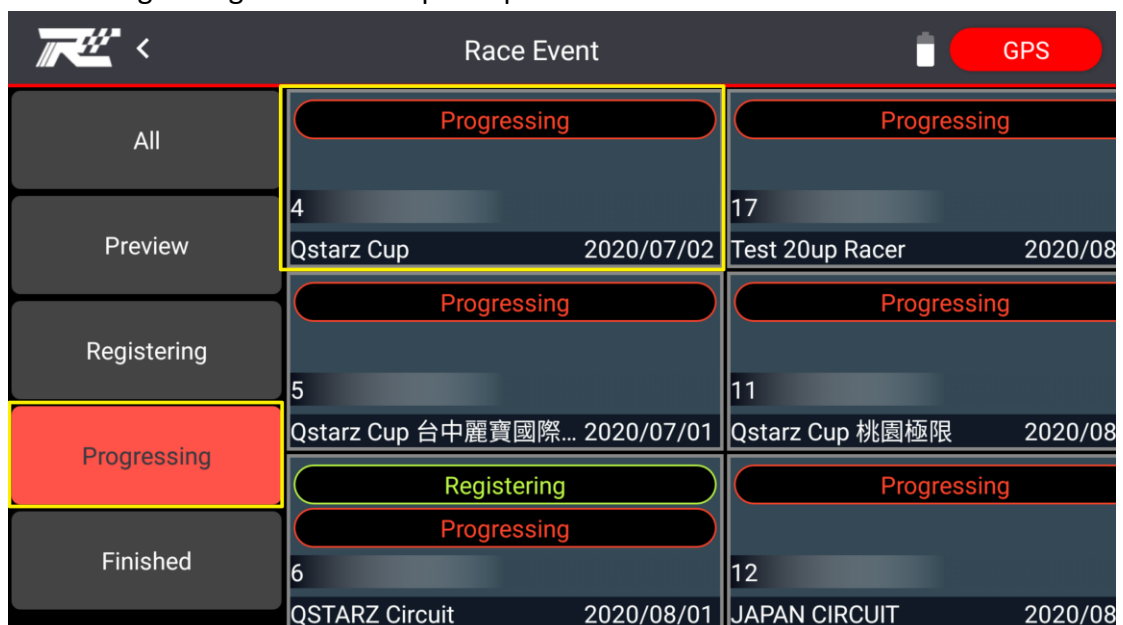 Race Event
GPS
All
Preview
Registering
Progressing
Finished
Progressing
4
Qstarz Cup 2020/07/02
Progressing
17
Test 20up Racer 2020/08
Progressing
5
Qstarz Cup 台中麗寶國際... 2020/07/01
Progressing
11
Qstarz Cup 桃園極限 2020/08
Registering
Progressing
6
QSTARZ Circuit 2020/08/01
Progressing
12
JAPAN CIRCUIT 2020/08